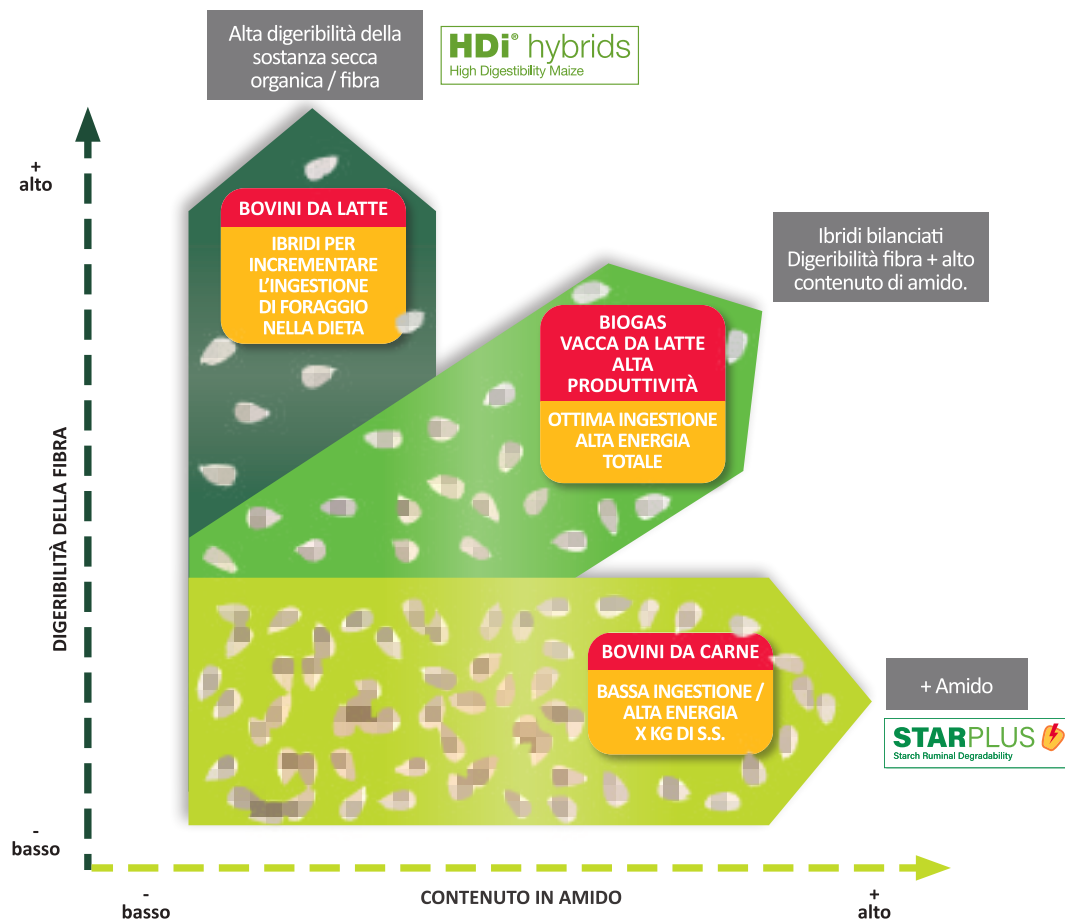 Alta digeribilità della
sostanza secca
organica / fibra
HDi® hybrids
High Digestibility Maize
+
alto
BOVINI DA LATTE
IBRIDI PER
INCREMENTARE
L'INGESTIONE
DI FORAGGIO
NELLA DIETA
Ibridi bilanciati
Digeribilità fibra + alto
contenuto di amido.
BIOGAS
VACCA DA LATTE
ALTA
PRODUTTIVITÀ
OTTIMA INGESTIONE
ALTA ENERGIA
TOTALE
DIGERIBILITÀ DELLA FIBRA
BOVINI DA CARNE
BASSA INGESTIONE /
ALTA ENERGIA
X KG DI S.S.
+ Amido
STARPLUS
Starch Ruminal Degradability
-
basso
-
basso
CONTENUTO IN AMIDO
+
alto